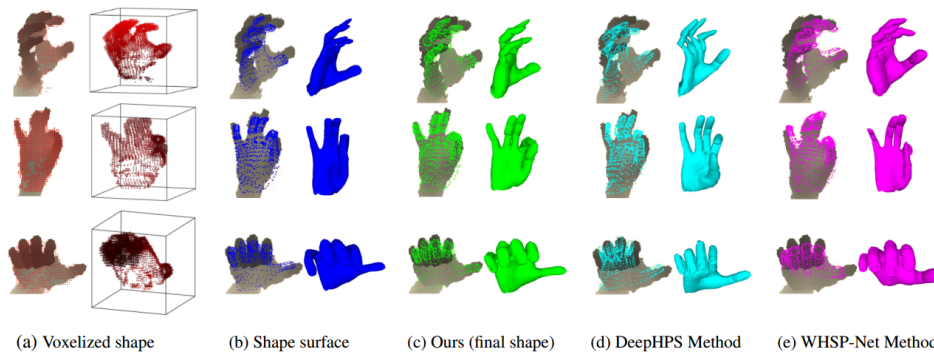 (a) Voxelized shape
(b) Shape surface
(c) Ours (final shape)
(d) DeepHPS Method
(e) WHSP-Net Method